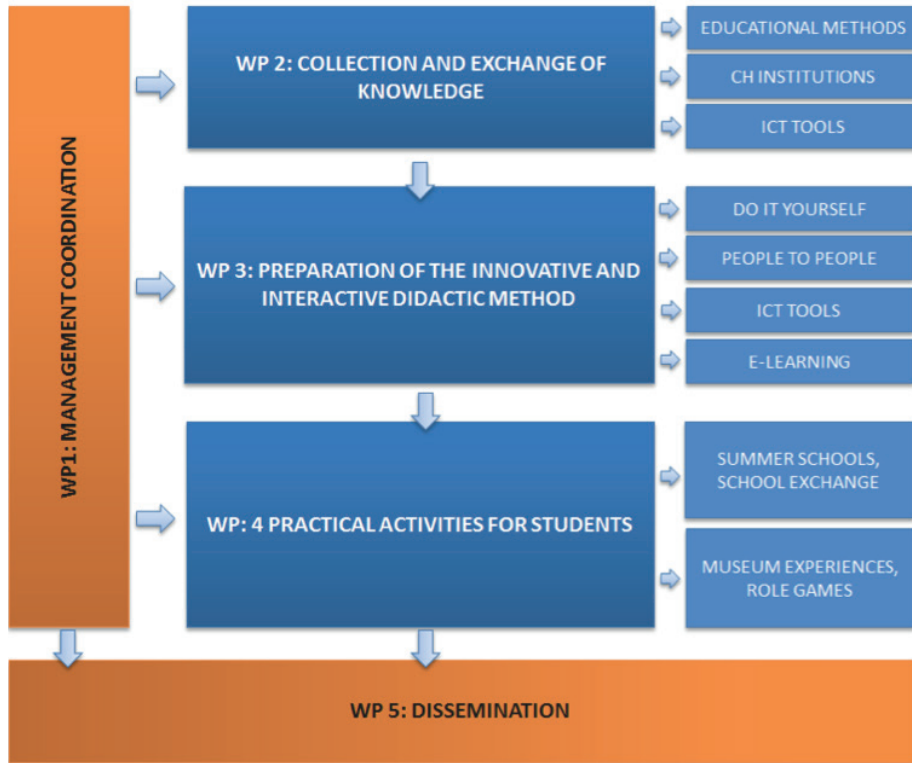 WP1: MANAGEMENT COORDINATION
WP 2: COLLECTION AND EXCHANGE OF
KNOWLEDGE
EDUCATIONAL METHODS
CH INSTITUTIONS
ICT TOOLS
WP 3: PREPARATION OF THE INNOVATIVE AND
INTERACTIVE DIDACTIC METHOD
DO IT YOURSELF
PEOPLE TO PEOPLE
ICT TOOLS
E-LEARNING
WP: 4 PRACTICAL ACTIVITIES FOR STUDENTS
SUMMER SCHOOLS,
SCHOOL EXCHANGE
MUSEUM EXPERIENCES,
ROLE GAMES
WP 5: DISSEMINATION